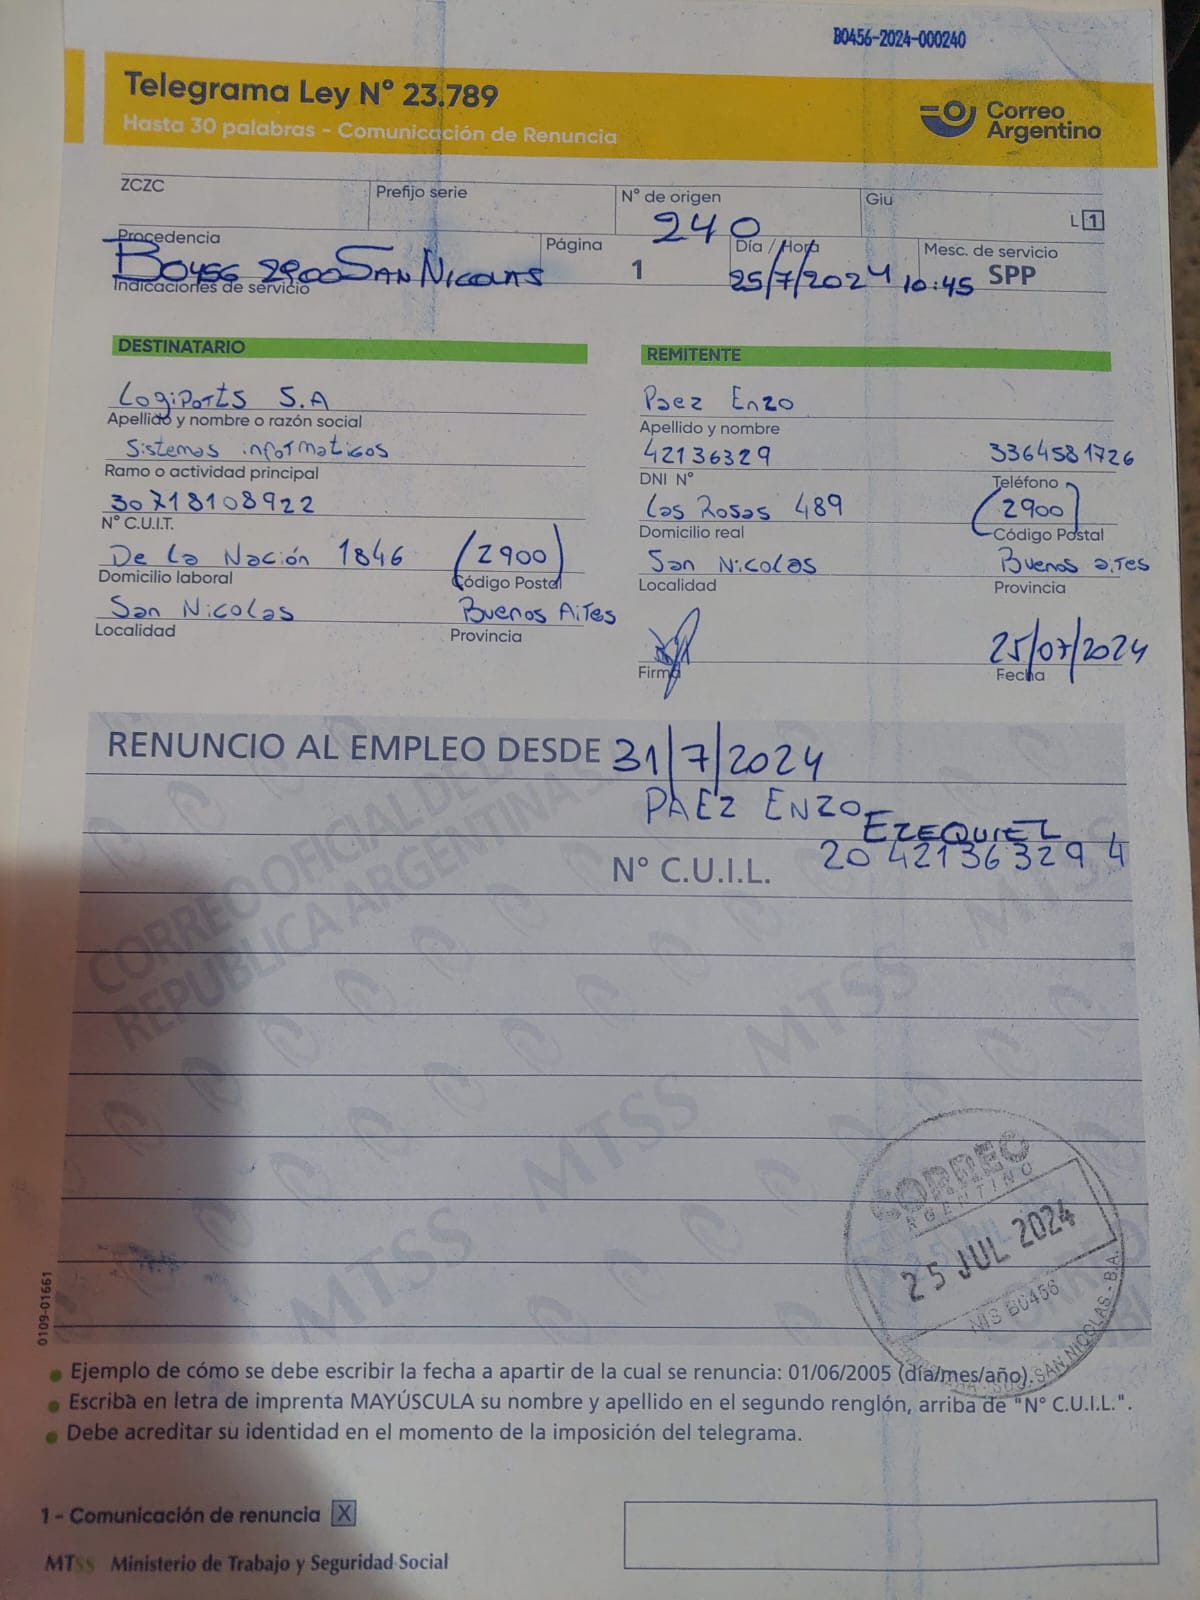 B0456-2024-000240
Telegrama Ley N° 23.789
Hasta 30 palabras - Comunicación de Renuncia
Correo
Argentino
ZCZC
Prefijo serie
N° de origen
240
Giu
L 1
Procedencia
B0456 2900 SAN NICOLAS
Página
1
Día / Hora
25/7/2024 10:45
Mesc. de servicio
SPP
Indicaciones de servicio
DESTINATARIO
LogiPorts S.A
Apellido y nombre o razón social
Sistemas informaticos
Ramo o actividad principal
30718108922
N° C.U.I.T.
De La Nación 1846 (2900)
Domicilio laboral Código Postal
San Nicolas Buenos Aires
Localidad Provincia
REMITENTE
Paez Enzo
Apellido y nombre
42136329 3364581726
DNI N° Teléfono
Las Rosas 489 (2900)
Domicilio real Código Postal
San Nicolas Buenos aires
Localidad Provincia
25/07/2024
Firma Fecha
RENUNCIO AL EMPLEO DESDE 31/7/2024
PAEZ ENZO EZEQUIEL
N° C.U.I.L. 20 42136329 4
CORREO OFICIAL DE LA
REPUBLICA ARGENTINA S
MTSS
MTSS
MTSS
MTSS
CORREO
ARGENTINO
25 JUL 2024
MS B0456
SUC. SAN NICOLAS - B.A.
0109-01661
Ejemplo de cómo se debe escribir la fecha a apartir de la cual se renuncia: 01/06/2005 (día/mes/año).
Escriba en letra de imprenta MAYÚSCULA su nombre y apellido en el segundo renglón, arriba de "N° C.U.I.L.".
Debe acreditar su identidad en el momento de la imposición del telegrama.
1 - Comunicación de renuncia X
MTSS Ministerio de Trabajo y Seguridad Social